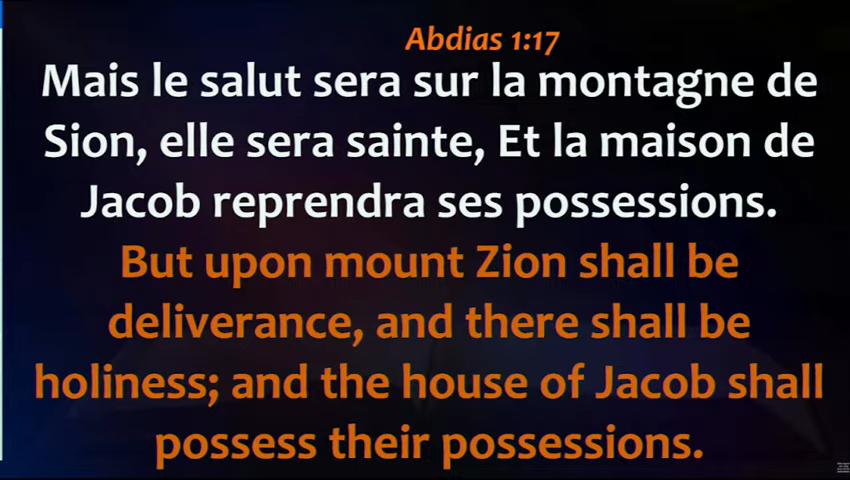 Abdias 1:17
Mais le salut sera sur la montagne de
Sion, elle sera sainte, Et la maison de
Jacob reprendra ses possessions.
But upon mount Zion shall be
deliverance, and there shall be
holiness; and the house of Jacob shall
possess their possessions.